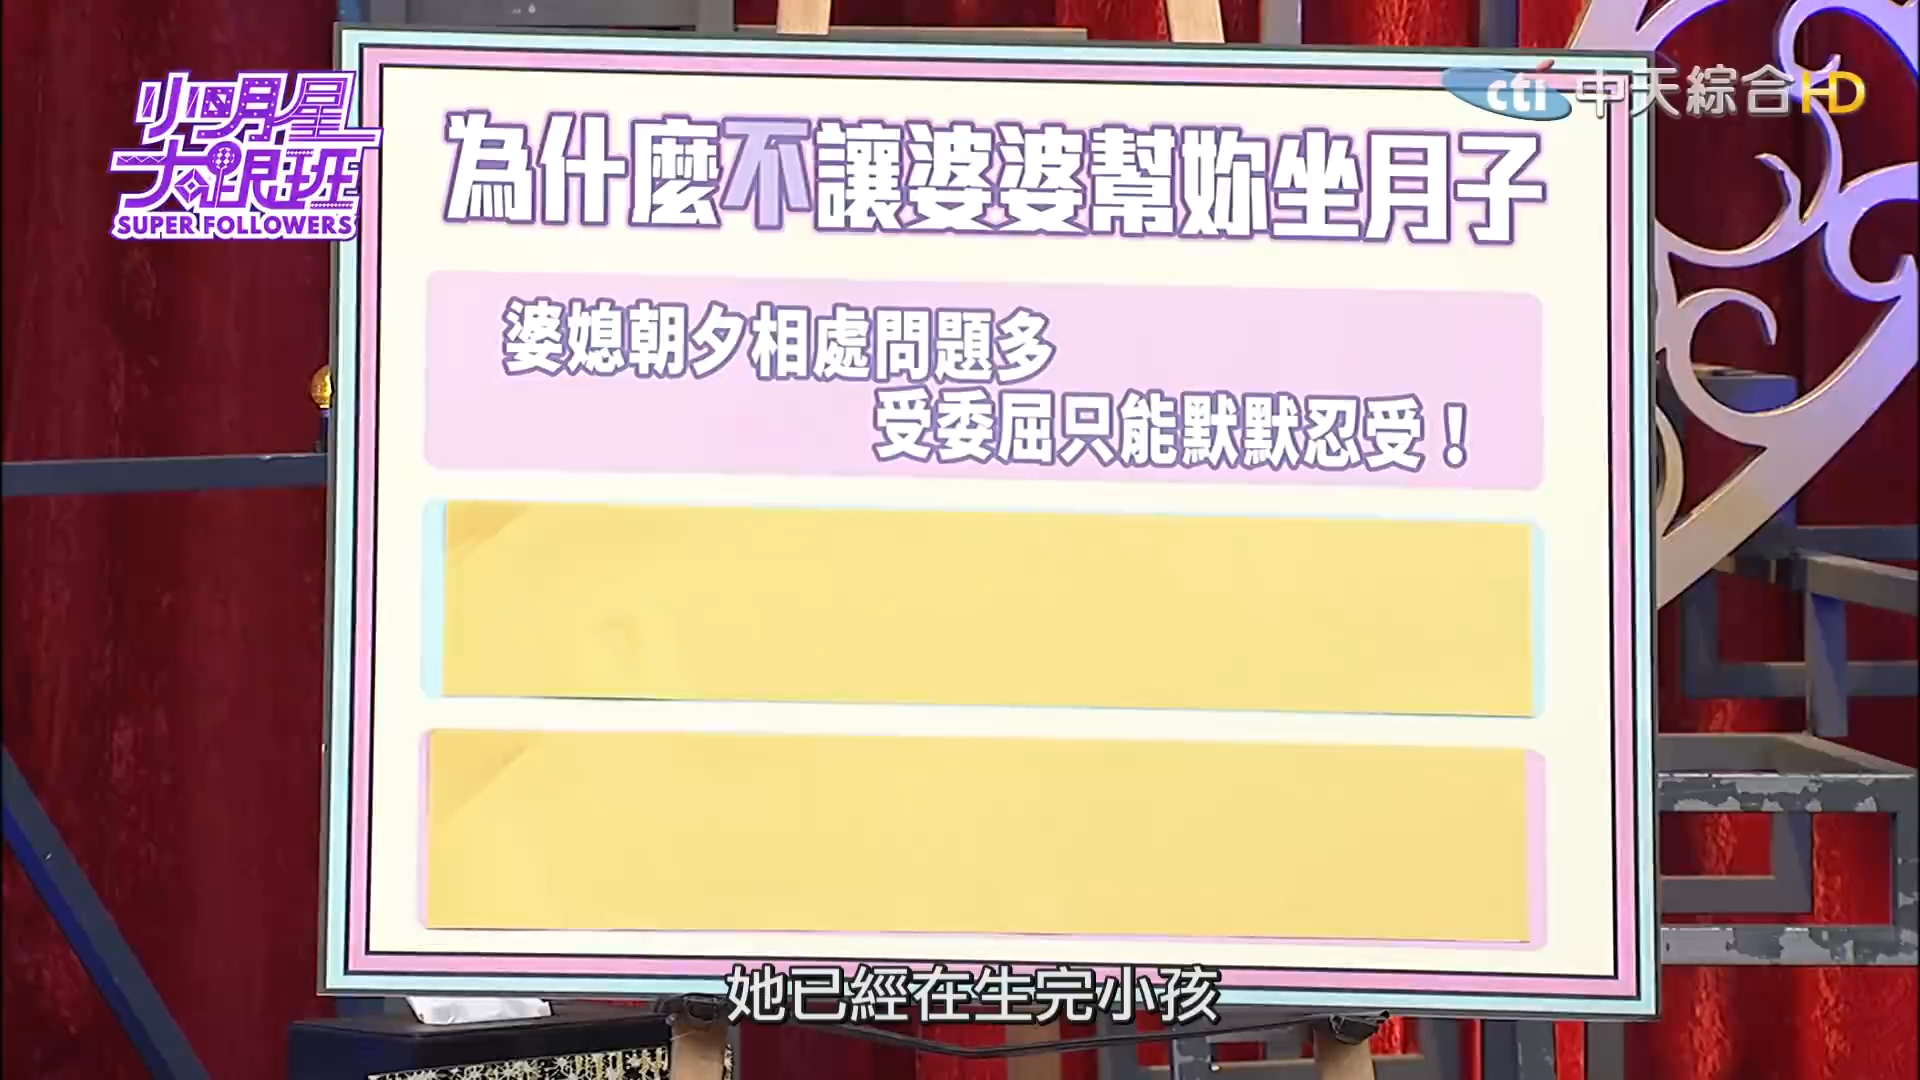 小明星
大跟班
SUPER FOLLOWERS
cti 中天綜合HD
為什麼不讓婆婆幫妳坐月子
婆媳朝夕相處問題多
受委屈只能默默忍受！
她已經在生完小孩